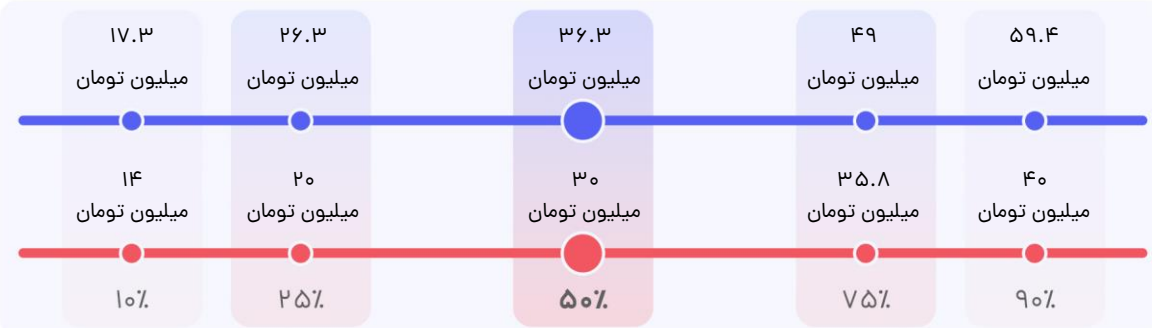 ۱۷.۳ ۲۶.۳ ۳۶.۳ ۴۹ ۵۹.۴
میلیون تومان میلیون تومان میلیون تومان میلیون تومان میلیون تومان
۱۴ ۲۰ ۳۰ ۳۵.۸ ۴۰
میلیون تومان میلیون تومان میلیون تومان میلیون تومان میلیون تومان
۱۰٪ ۲۵٪ ۵۰٪ ۷۵٪ ۹۰٪